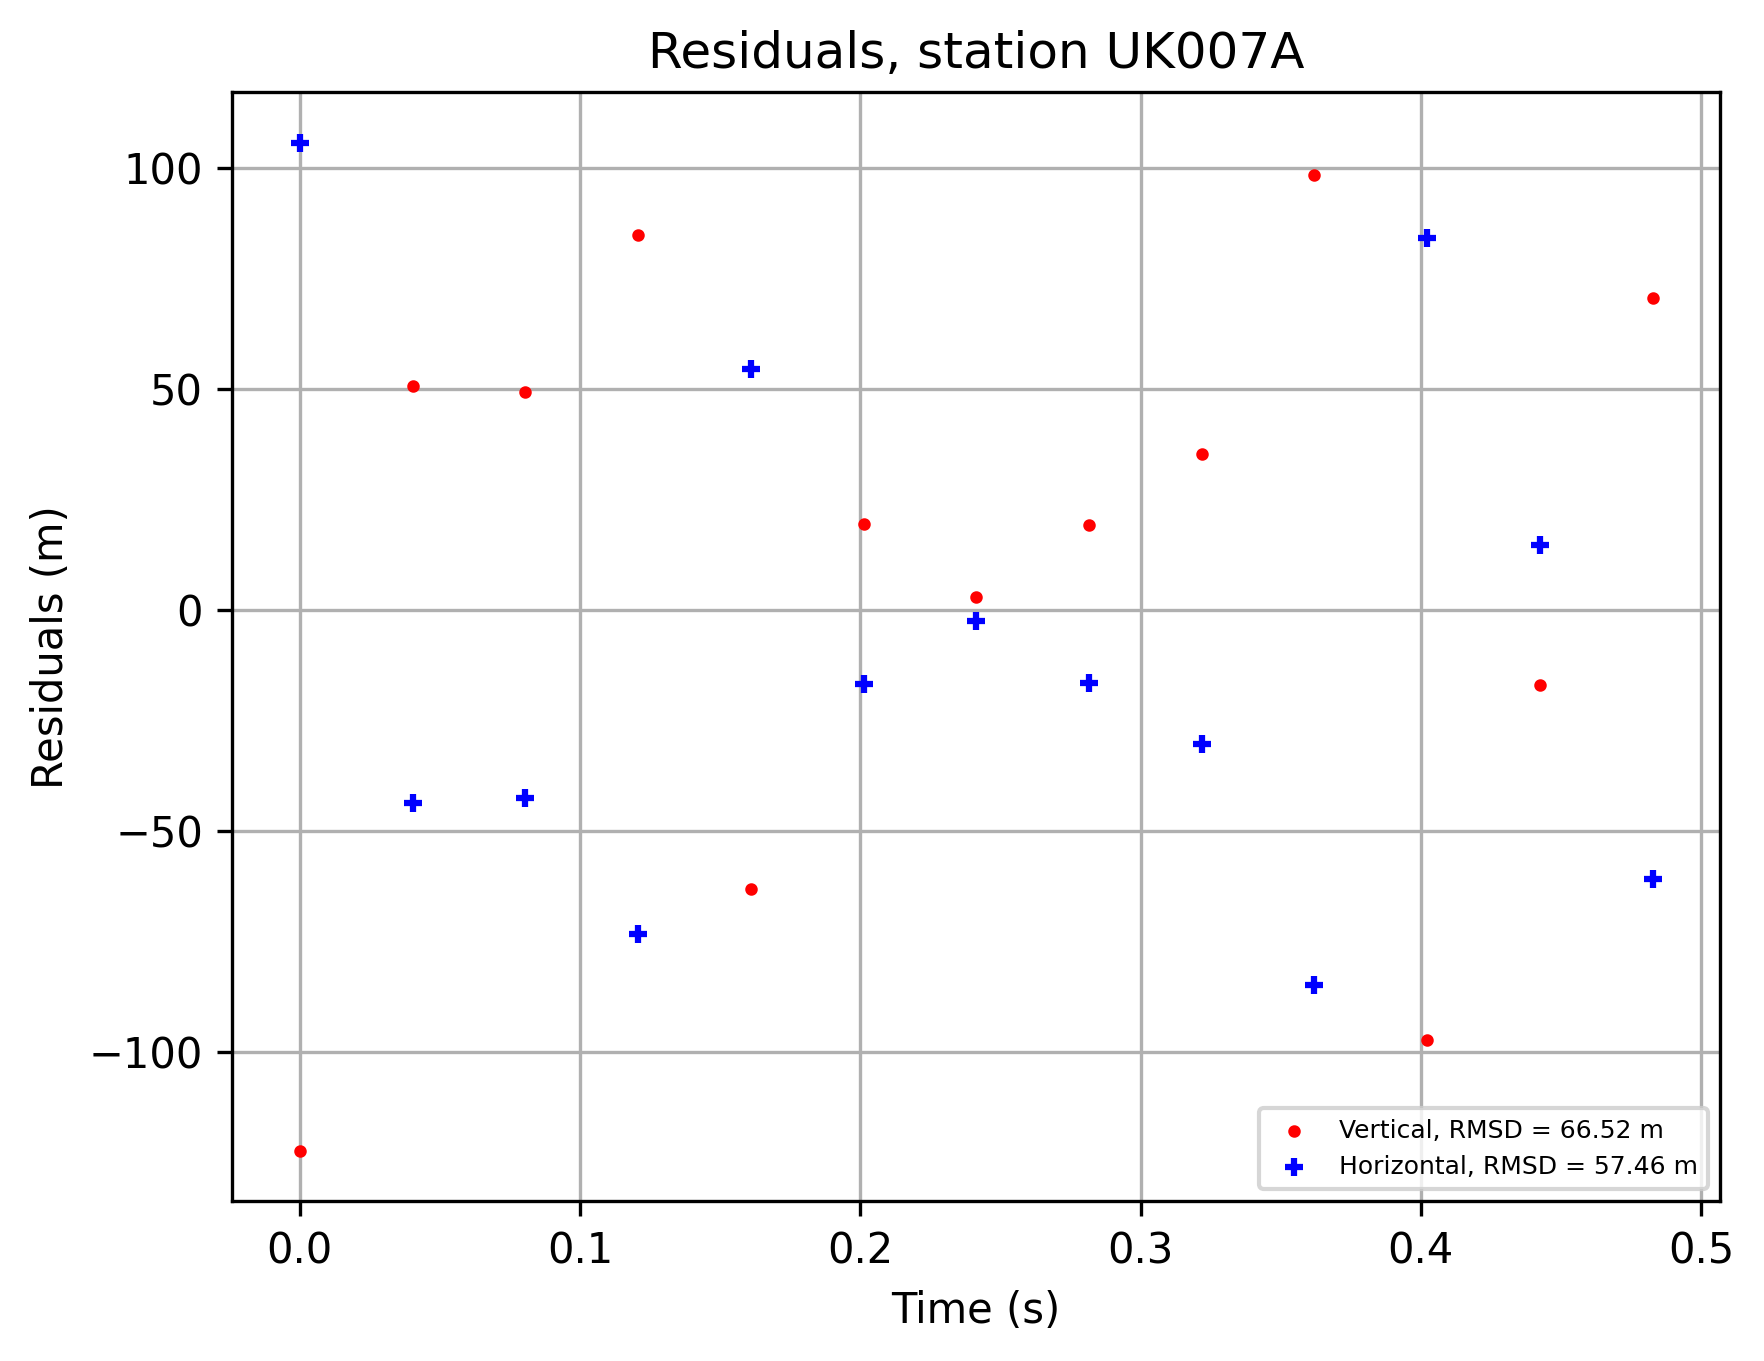 Residuals, station UK007A
100
50
0
−50
−100
Residuals (m)
Vertical, RMSD = 66.52 m
Horizontal, RMSD = 57.46 m
0.0 0.1 0.2 0.3 0.4 0.5
Time (s)